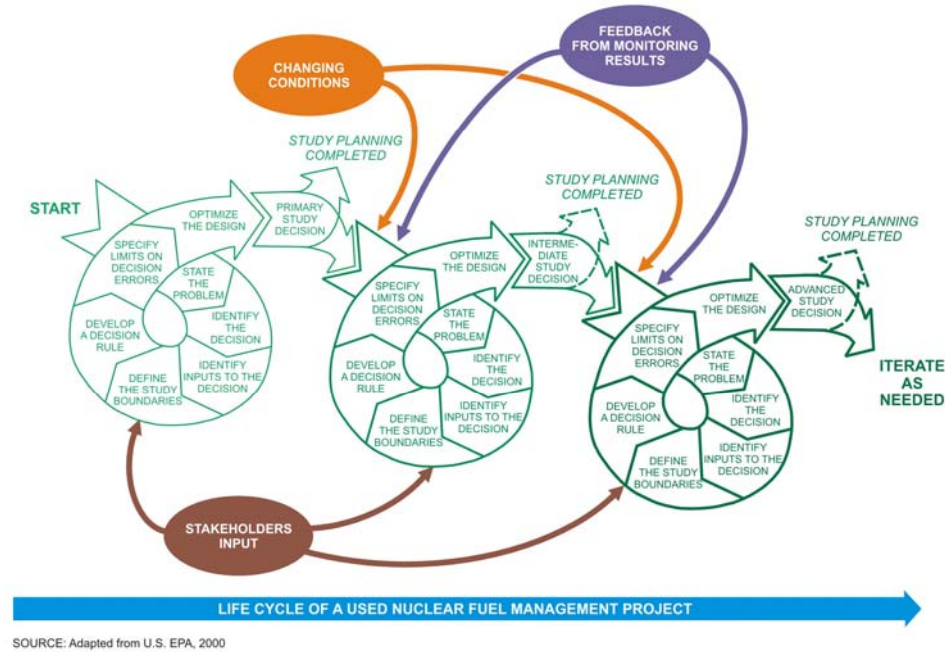 CHANGING
CONDITIONS
FEEDBACK
FROM MONITORING
RESULTS
START
STUDY PLANNING
COMPLETED
OPTIMIZE
THE DESIGN
PRIMARY
STUDY
DECISION
SPECIFY
LIMITS ON
DECISION
ERRORS
STATE
THE
PROBLEM
IDENTIFY
THE
DECISION
IDENTIFY
INPUTS TO THE
DECISION
DEFINE
THE STUDY
BOUNDARIES
DEVELOP
A DECISION
RULE
STUDY PLANNING
COMPLETED
OPTIMIZE
THE DESIGN
INTERME-
DIATE STUDY
DECISION
SPECIFY
LIMITS ON
DECISION
ERRORS
STATE
THE
PROBLEM
IDENTIFY
THE
DECISION
IDENTIFY
INPUTS TO THE
DECISION
DEFINE
THE STUDY
BOUNDARIES
DEVELOP
A DECISION
RULE
STUDY PLANNING
COMPLETED
OPTIMIZE
THE DESIGN
ADVANCED
STUDY
DECISION
SPECIFY
LIMITS ON
DECISION
ERRORS
STATE
THE
PROBLEM
IDENTIFY
THE
DECISION
IDENTIFY
INPUTS TO THE
DECISION
DEFINE
THE STUDY
BOUNDARIES
DEVELOP
A DECISION
RULE
ITERATE
AS
NEEDED
STAKEHOLDERS
INPUT
LIFE CYCLE OF A USED NUCLEAR FUEL MANAGEMENT PROJECT
SOURCE: Adapted from U.S. EPA, 2000